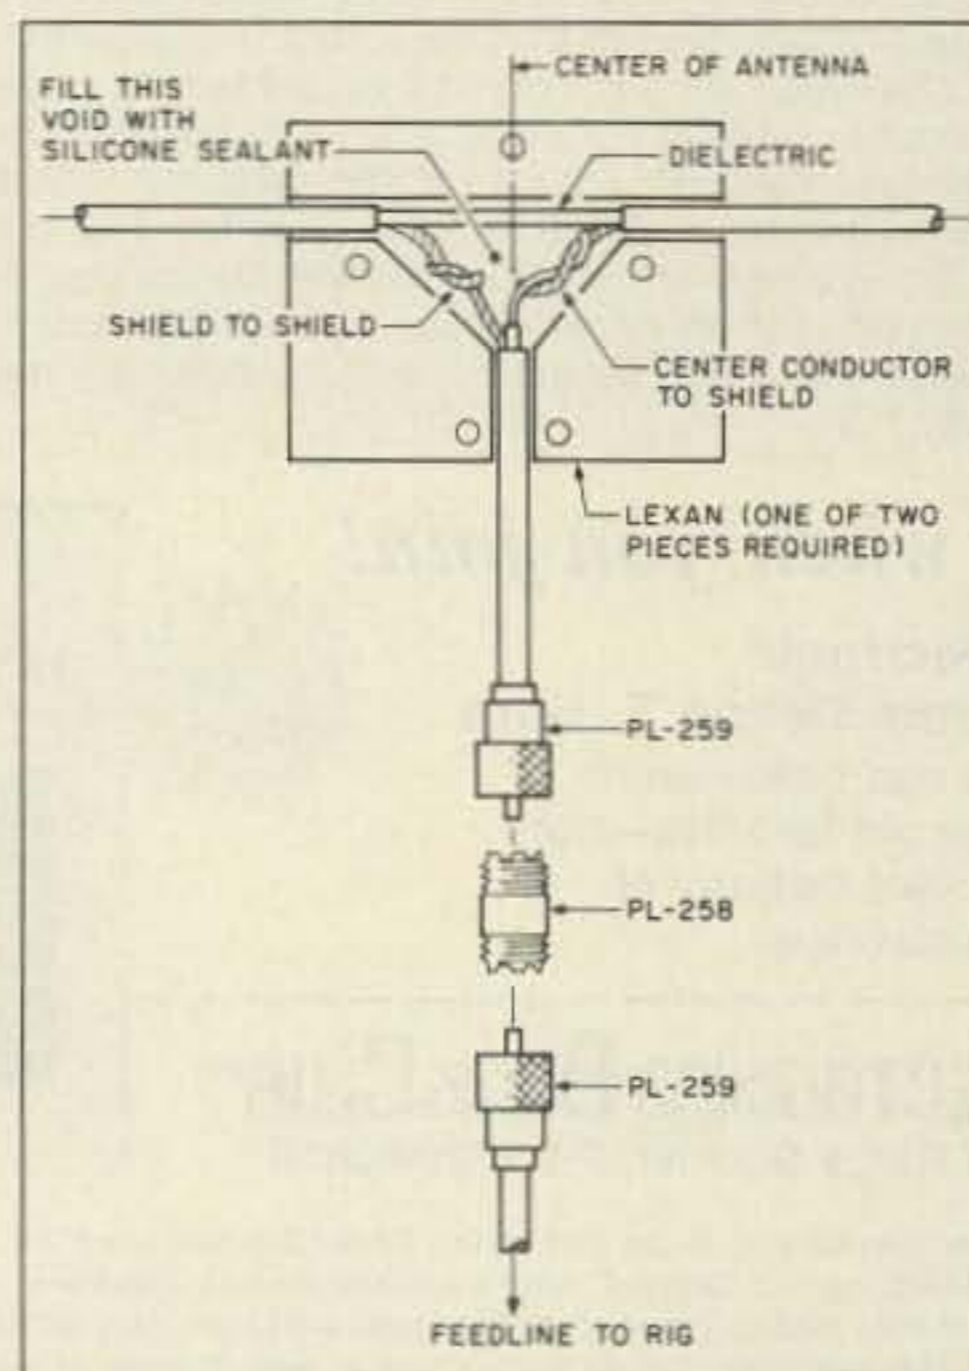 CENTER OF ANTENNA
FILL THIS
VOID WITH
SILICONE SEALANT
DIELECTRIC
SHIELD TO SHIELD
CENTER CONDUCTOR
TO SHIELD
LEXAN (ONE OF TWO
PIECES REQUIRED)
PL-259
PL-258
PL-259
FEEDLINE TO RIG